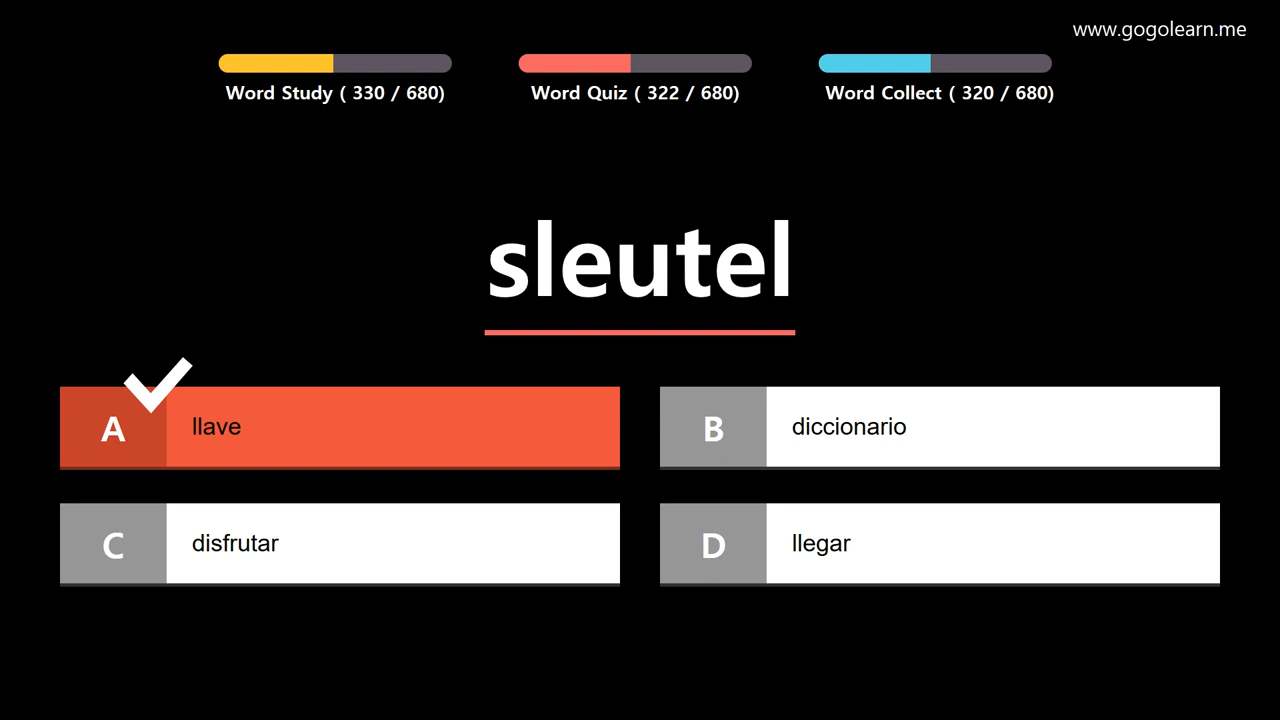 www.gogolearn.me
Word Study ( 330 / 680)
Word Quiz ( 322 / 680)
Word Collect ( 320 / 680)
sleutel
A llave
B diccionario
C disfrutar
D llegar